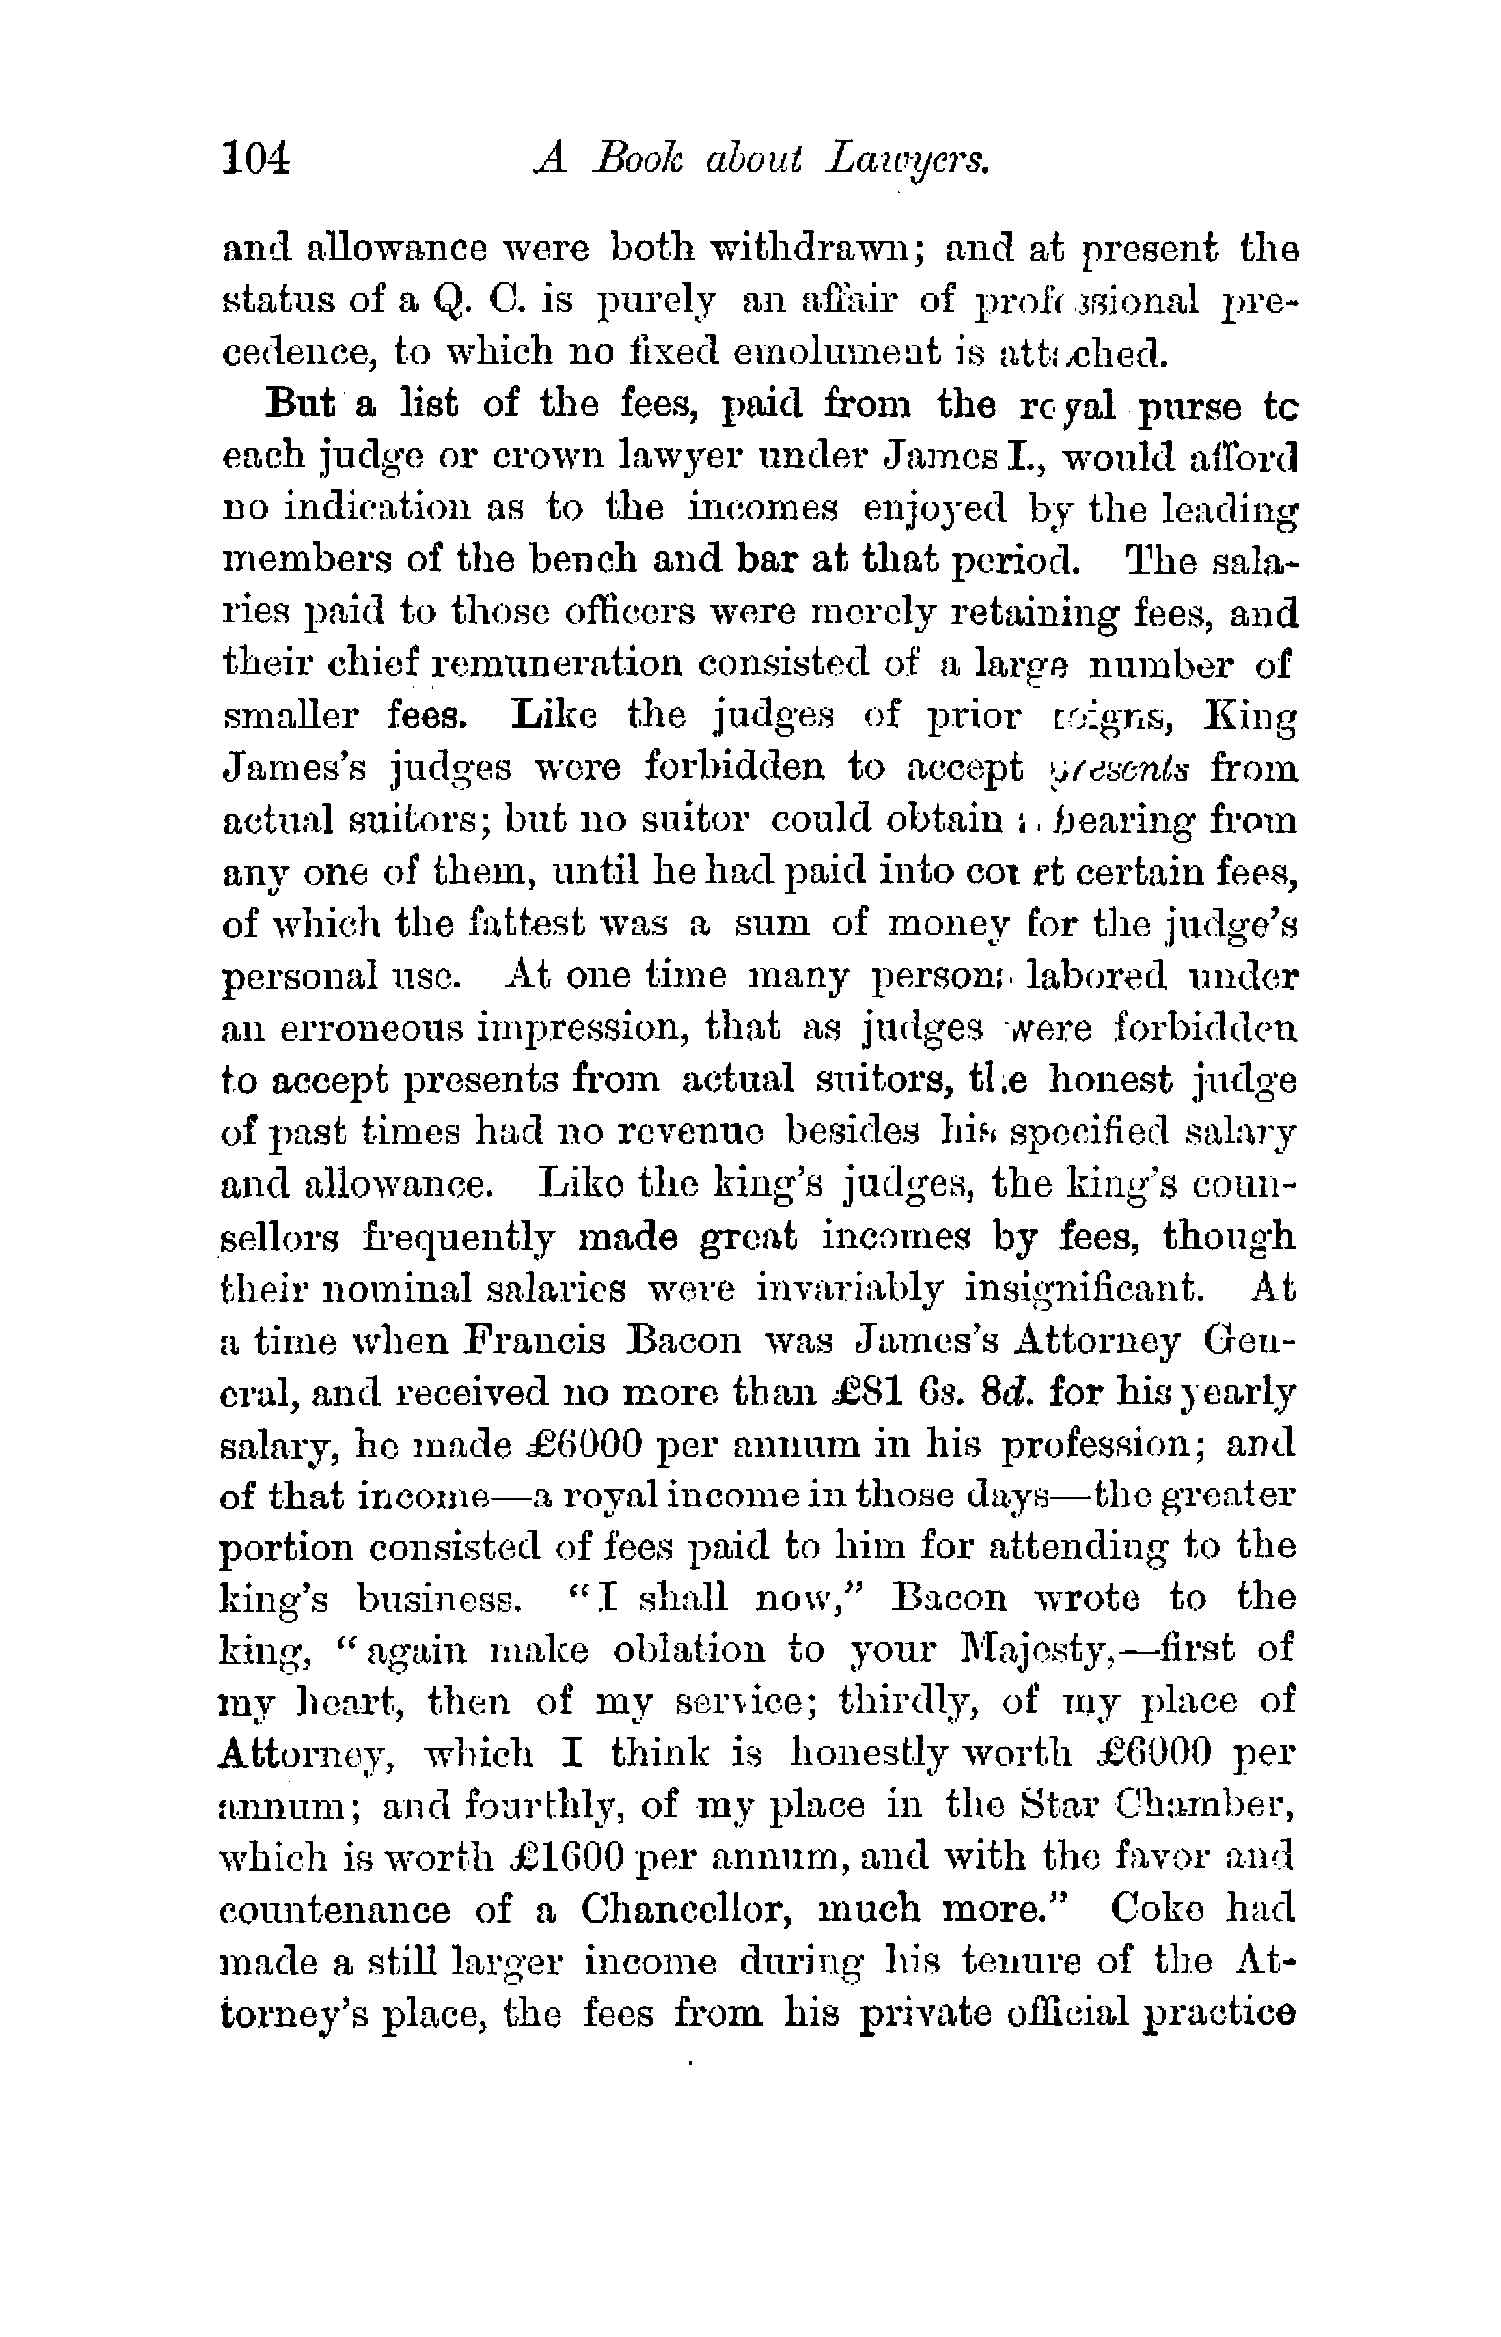 104 A Book about Lawyers.
and allowance were both withdrawn; and at present the
status of a Q. C. is purely an affair of professional pre-
cedence, to which no fixed emolument is attached.
But a list of the fees, paid from the royal purse to
each judge or crown lawyer under James I., would afford
no indication as to the incomes enjoyed by the leading
members of the bench and bar at that period. The sala-
ries paid to those officers were merely retaining fees, and
their chief remuneration consisted of a large number of
smaller fees. Like the judges of prior reigns, King
James's judges were forbidden to accept presents from
actual suitors; but no suitor could obtain a hearing from
any one of them, until he had paid into court certain fees,
of which the fattest was a sum of money for the judge's
personal use. At one time many persons labored under
an erroneous impression, that as judges were forbidden
to accept presents from actual suitors, the honest judge
of past times had no revenue besides his specified salary
and allowance. Like the king's judges, the king's coun-
sellors frequently made great incomes by fees, though
their nominal salaries were invariably insignificant. At
a time when Francis Bacon was James's Attorney Gen-
eral, and received no more than £81 6s. 8d. for his yearly
salary, he made £6000 per annum in his profession; and
of that income—a royal income in those days—the greater
portion consisted of fees paid to him for attending to the
king's business. "I shall now," Bacon wrote to the
king, "again make oblation to your Majesty,—first of
my heart, then of my service; thirdly, of my place of
Attorney, which I think is honestly worth £6000 per
annum; and fourthly, of my place in the Star Chamber,
which is worth £1600 per annum, and with the favor and
countenance of a Chancellor, much more." Coke had
made a still larger income during his tenure of the At-
torney's place, the fees from his private official practice